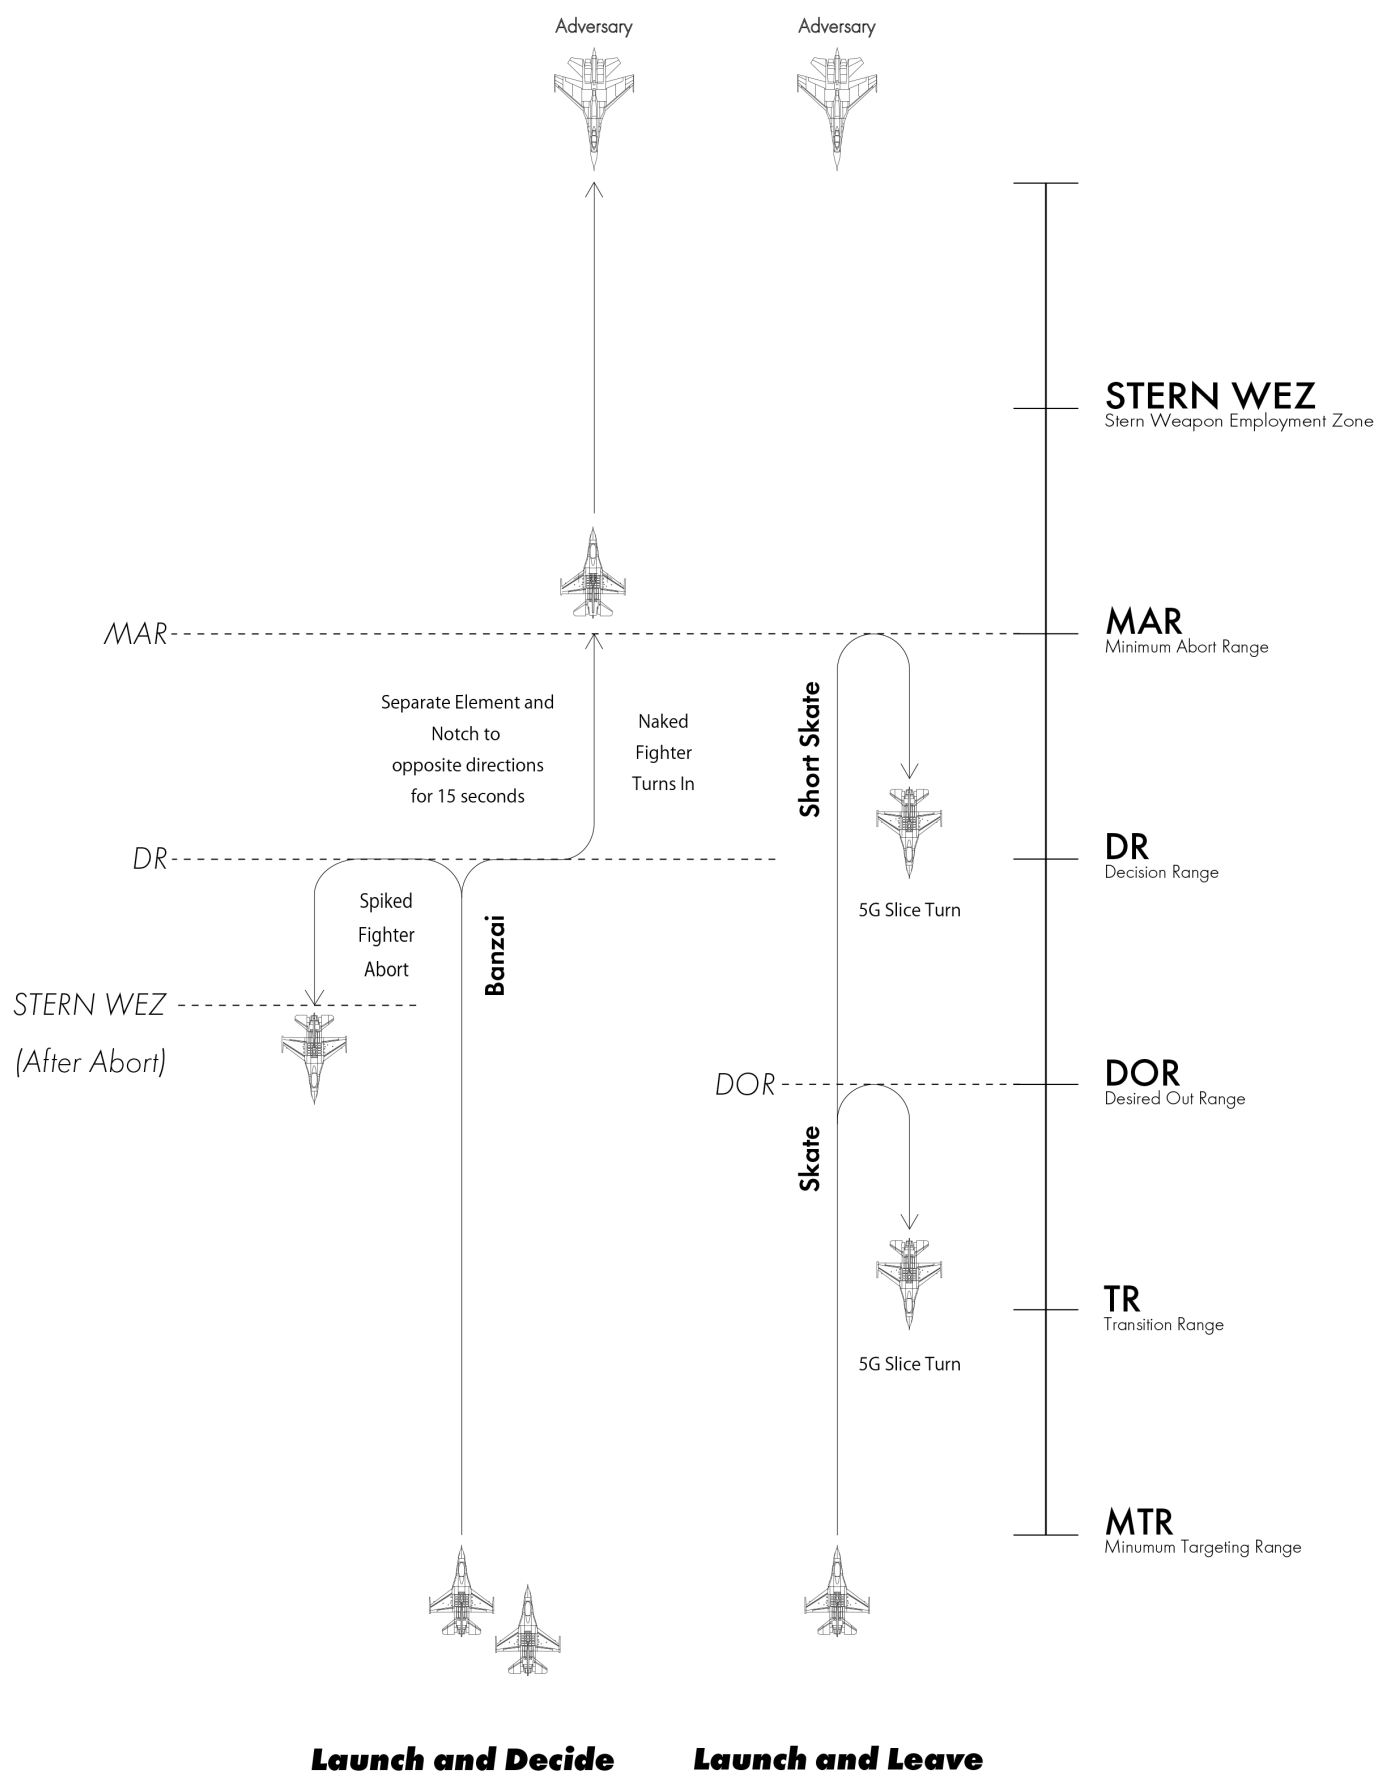 Adversary
Adversary
STERN WEZ
Stern Weapon Employment Zone
MAR
MAR
Minimum Abort Range
Separate Element and
Notch to
opposite directions
for 15 seconds
Naked
Fighter
Turns In
Short Skate
DR
DR
Decision Range
Spiked
Fighter
Abort
Banzai
5G Slice Turn
STERN WEZ
(After Abort)
DOR
DOR
Desired Out Range
Skate
TR
Transition Range
5G Slice Turn
MTR
Minumum Targeting Range
Launch and Decide
Launch and Leave